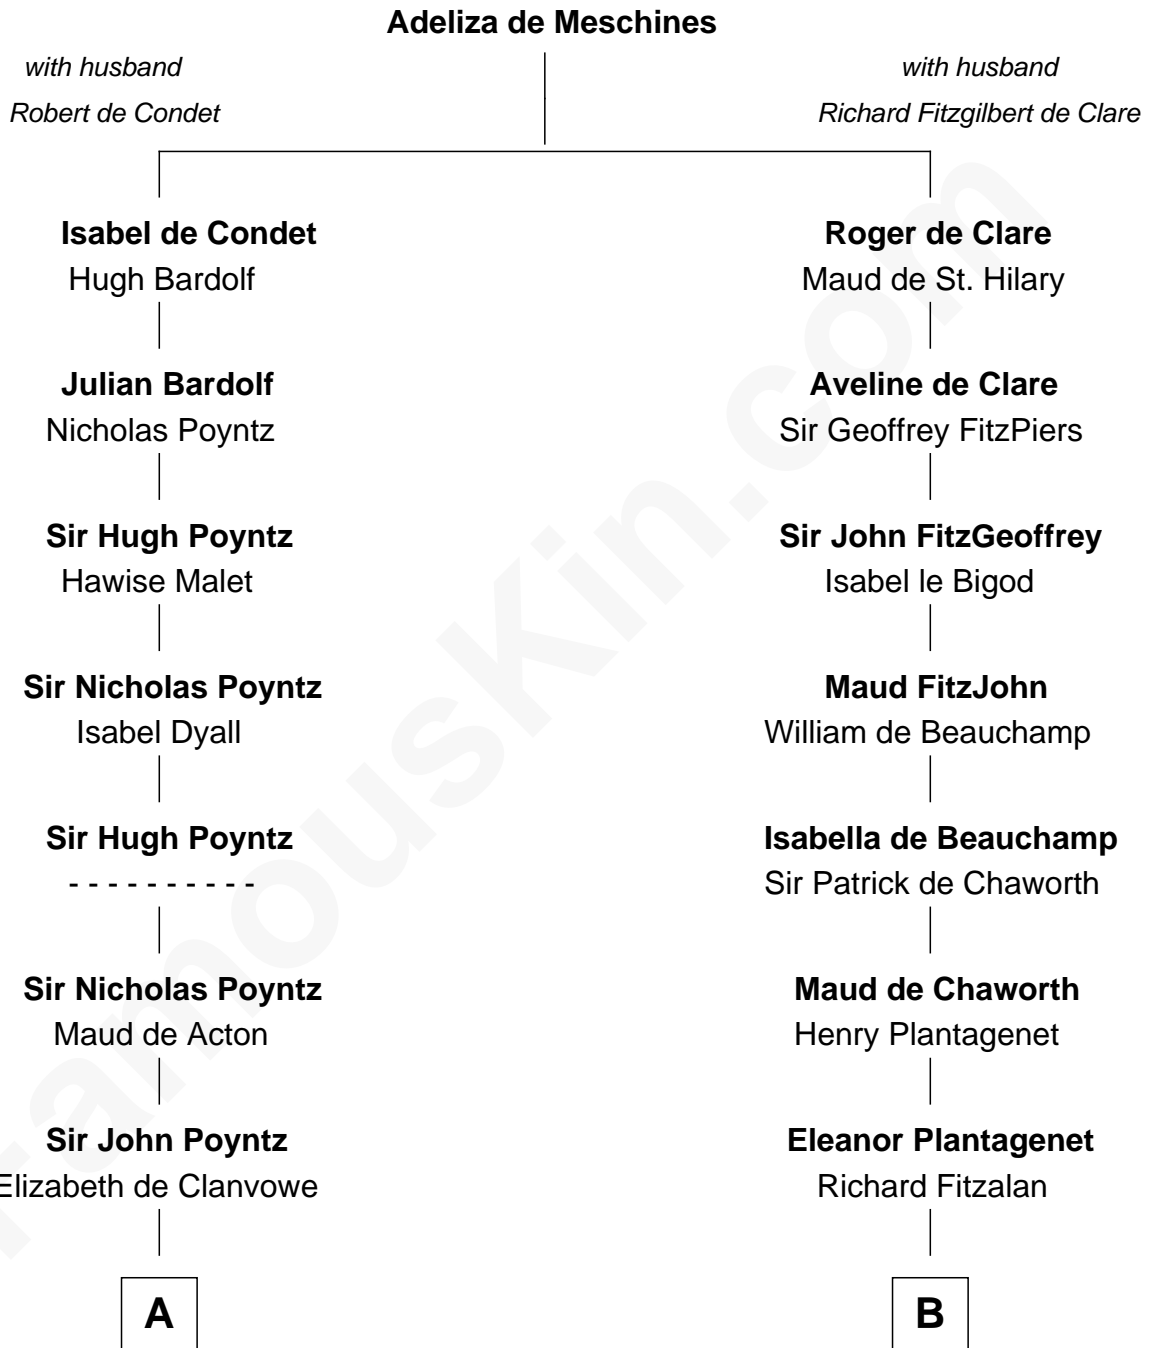 Adeliza de Meschines
with husband
Robert de Condet
with husband
Richard Fitzgilbert de Clare
Isabel de Condet
Hugh Bardolf
Roger de Clare
Maud de St. Hilary
Julian Bardolf
Nicholas Poyntz
Aveline de Clare
Sir Geoffrey FitzPiers
Sir Hugh Poyntz
Hawise Malet
Sir John FitzGeoffrey
Isabel le Bigod
Sir Nicholas Poyntz
Isabel Dyall
Maud FitzJohn
William de Beauchamp
Sir Hugh Poyntz
- - - - - - - - - -
Isabella de Beauchamp
Sir Patrick de Chaworth
Sir Nicholas Poyntz
Maud de Acton
Maud de Chaworth
Henry Plantagenet
Sir John Poyntz
Elizabeth de Clanvowe
Eleanor Plantagenet
Richard Fitzalan
A
B
FamousKin.com